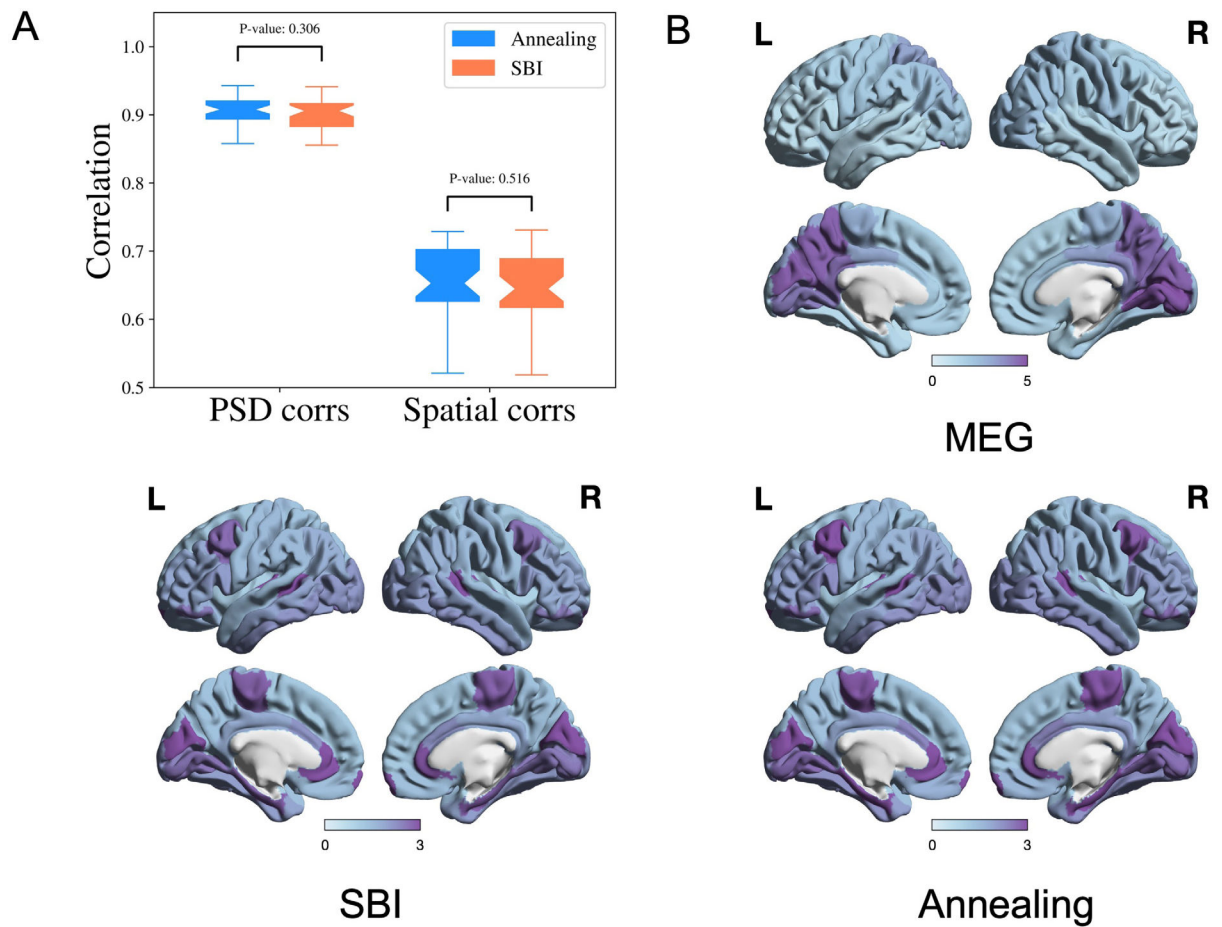 A
P-value: 0.306
Annealing
SBI
P-value: 0.516
1.0
0.9
0.8
0.7
0.6
0.5
Correlation
PSD corrs
Spatial corrs
B
L
R
0
5
MEG
L
R
0
3
SBI
L
R
0
3
Annealing